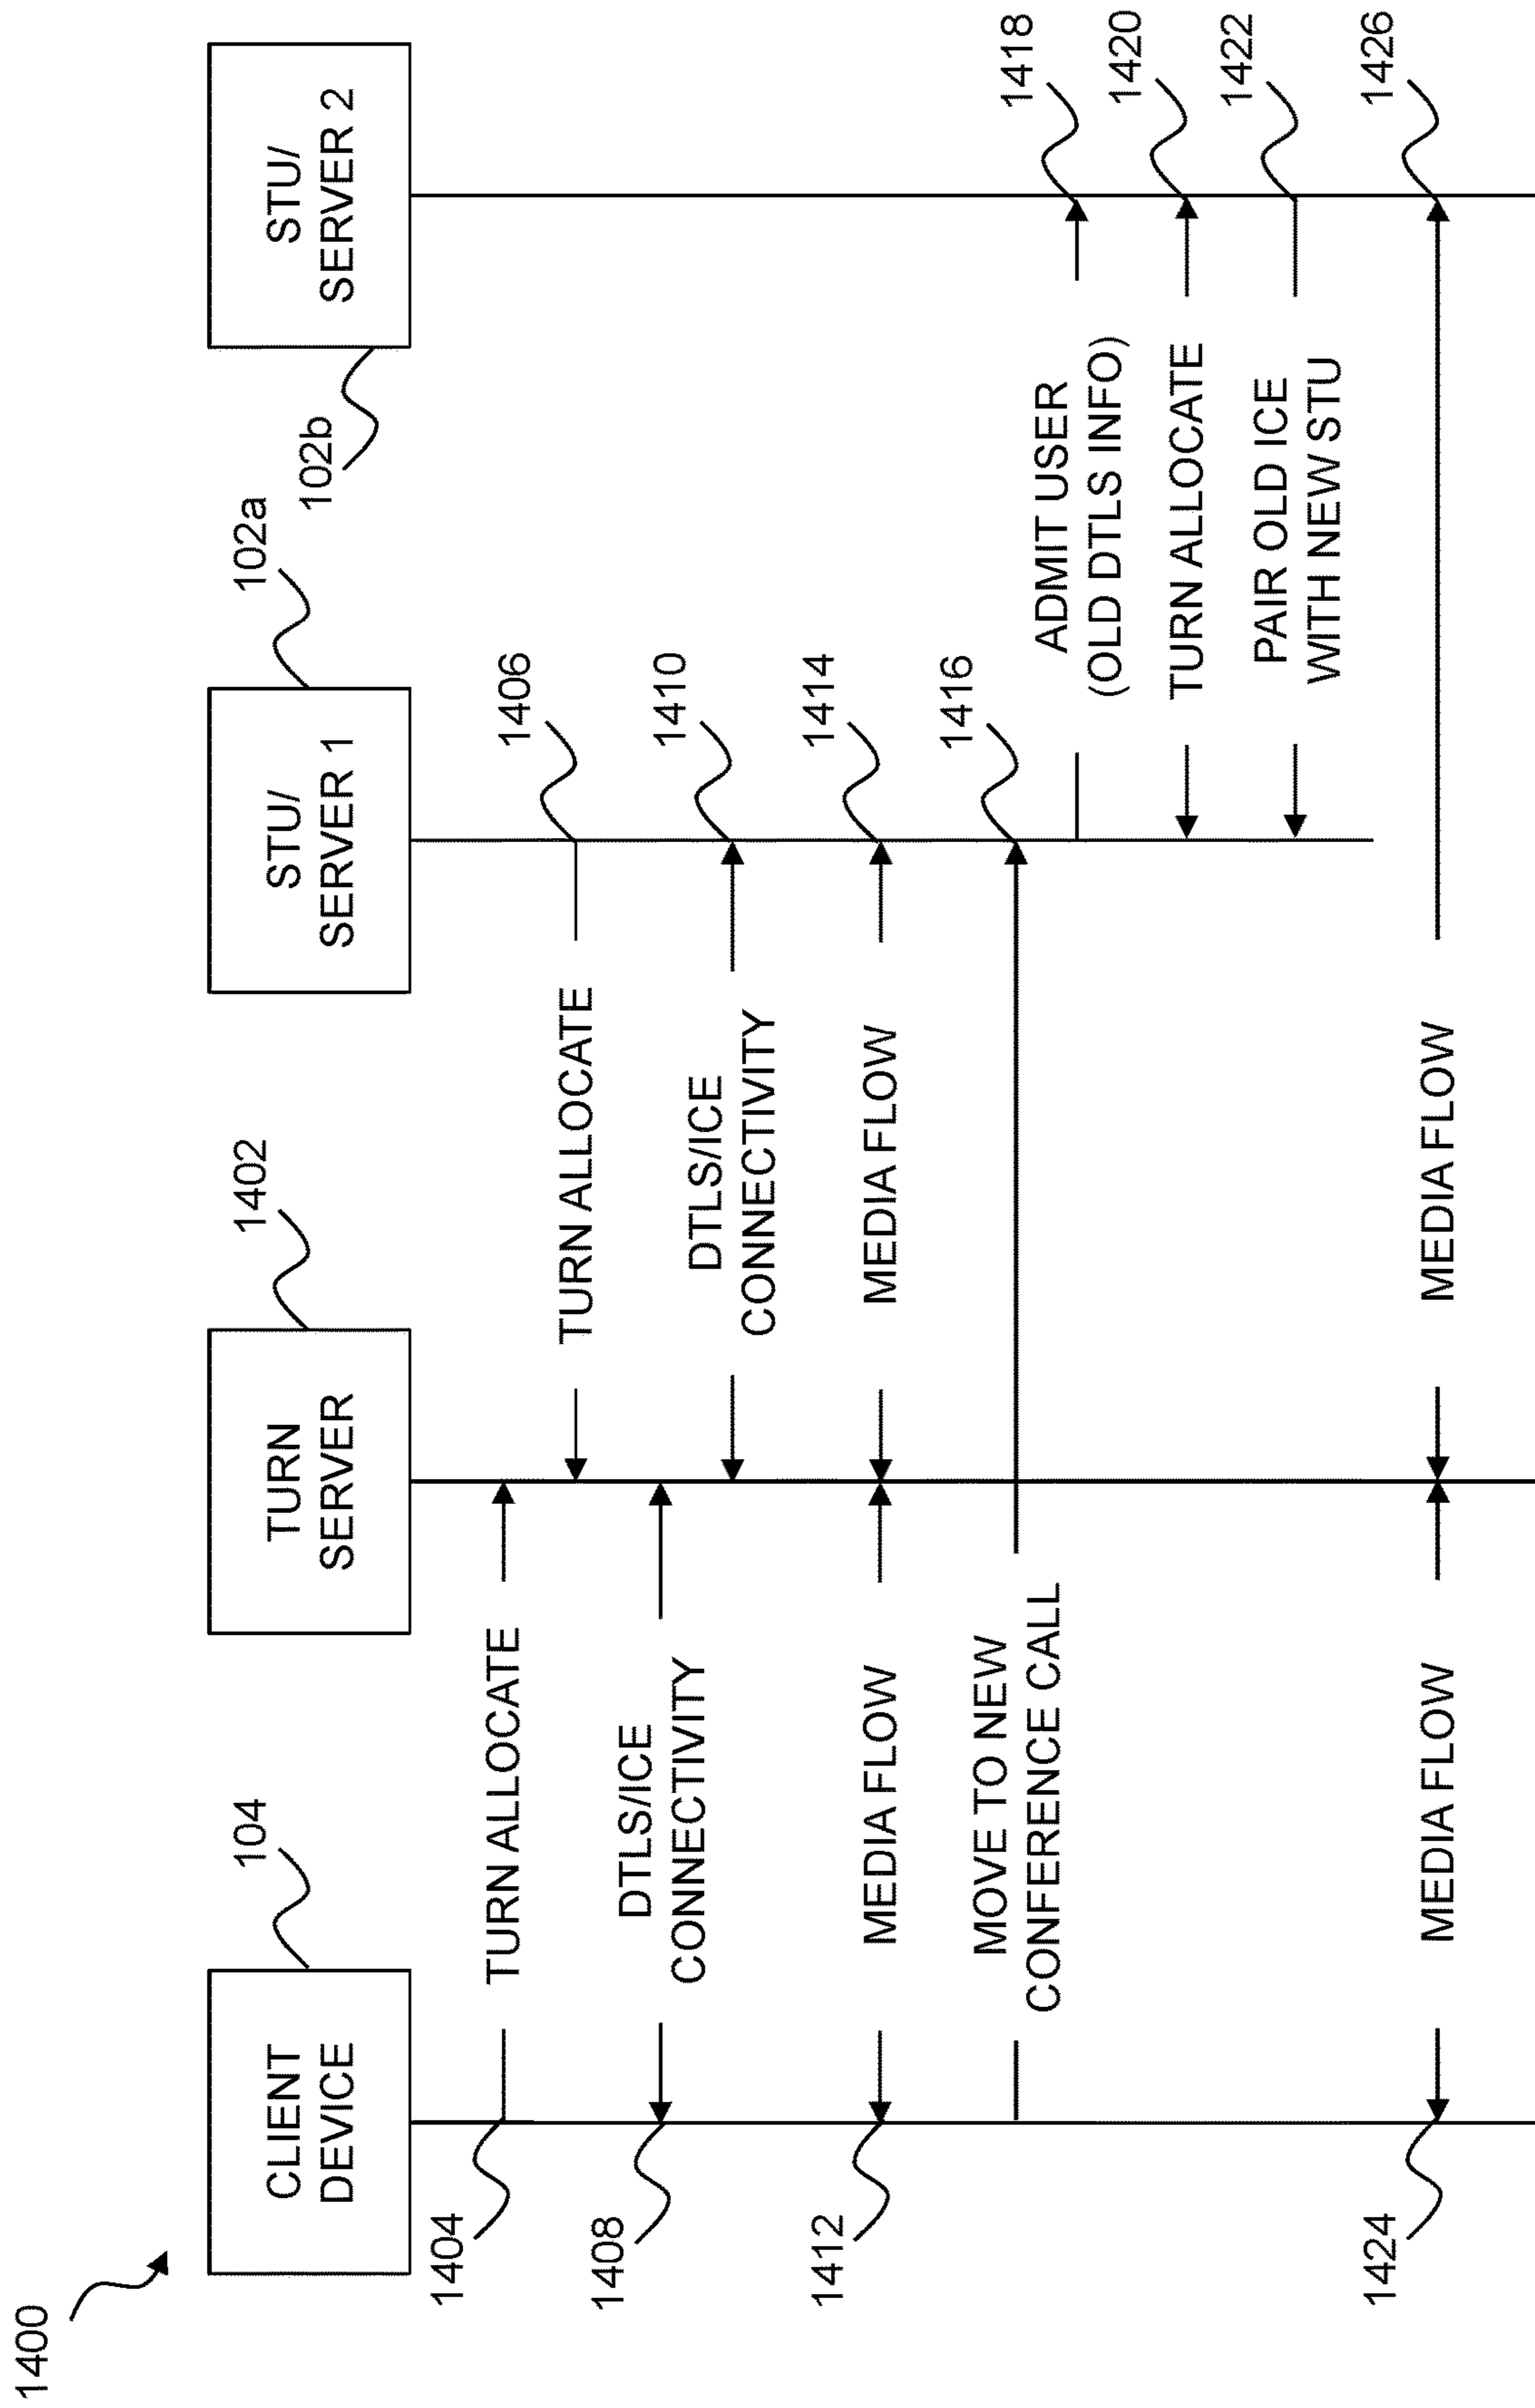 1400
CLIENT
DEVICE
104
TURN
SERVER
1402
STU/
SERVER 1
102a
STU/
SERVER 2
102b
1404
TURN ALLOCATE
TURN ALLOCATE
1406
1408
DTLS/ICE
CONNECTIVITY
DTLS/ICE
CONNECTIVITY
1410
1412
MEDIA FLOW
MEDIA FLOW
1414
MOVE TO NEW
CONFERENCE CALL
1416
ADMIT USER
(OLD DTLS INFO)
1418
TURN ALLOCATE
1420
PAIR OLD ICE
WITH NEW STU
1422
1424
MEDIA FLOW
MEDIA FLOW
1426